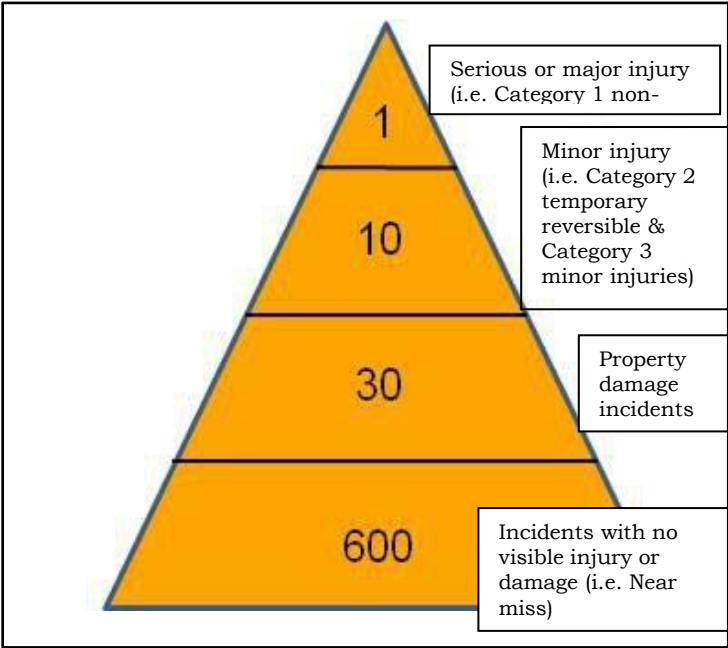 Serious or major injury
(i.e. Category 1 non-
1
Minor injury
(i.e. Category 2
temporary
reversible &
Category 3
minor injuries)
10
Property
damage
incidents
30
Incidents with no
visible injury or
damage (i.e. Near
miss)
600